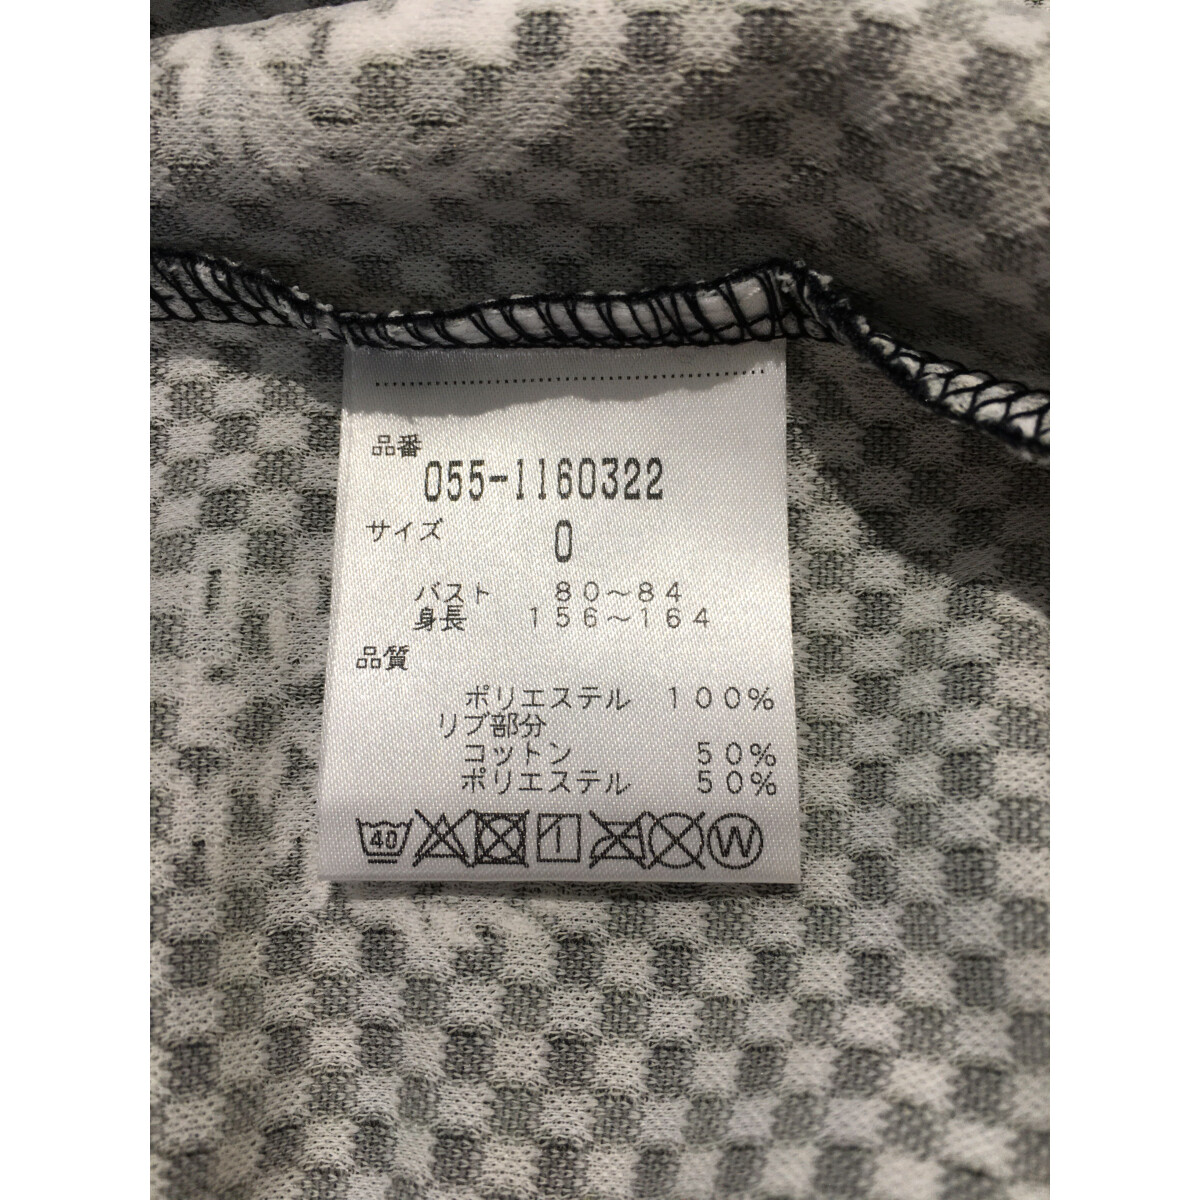 品番
055-1160322
サイズ 0
バスト 80～84
身長 156～164
品質
ポリエステル 100%
リブ部分
コットン 50%
ポリエステル 50%
40 W